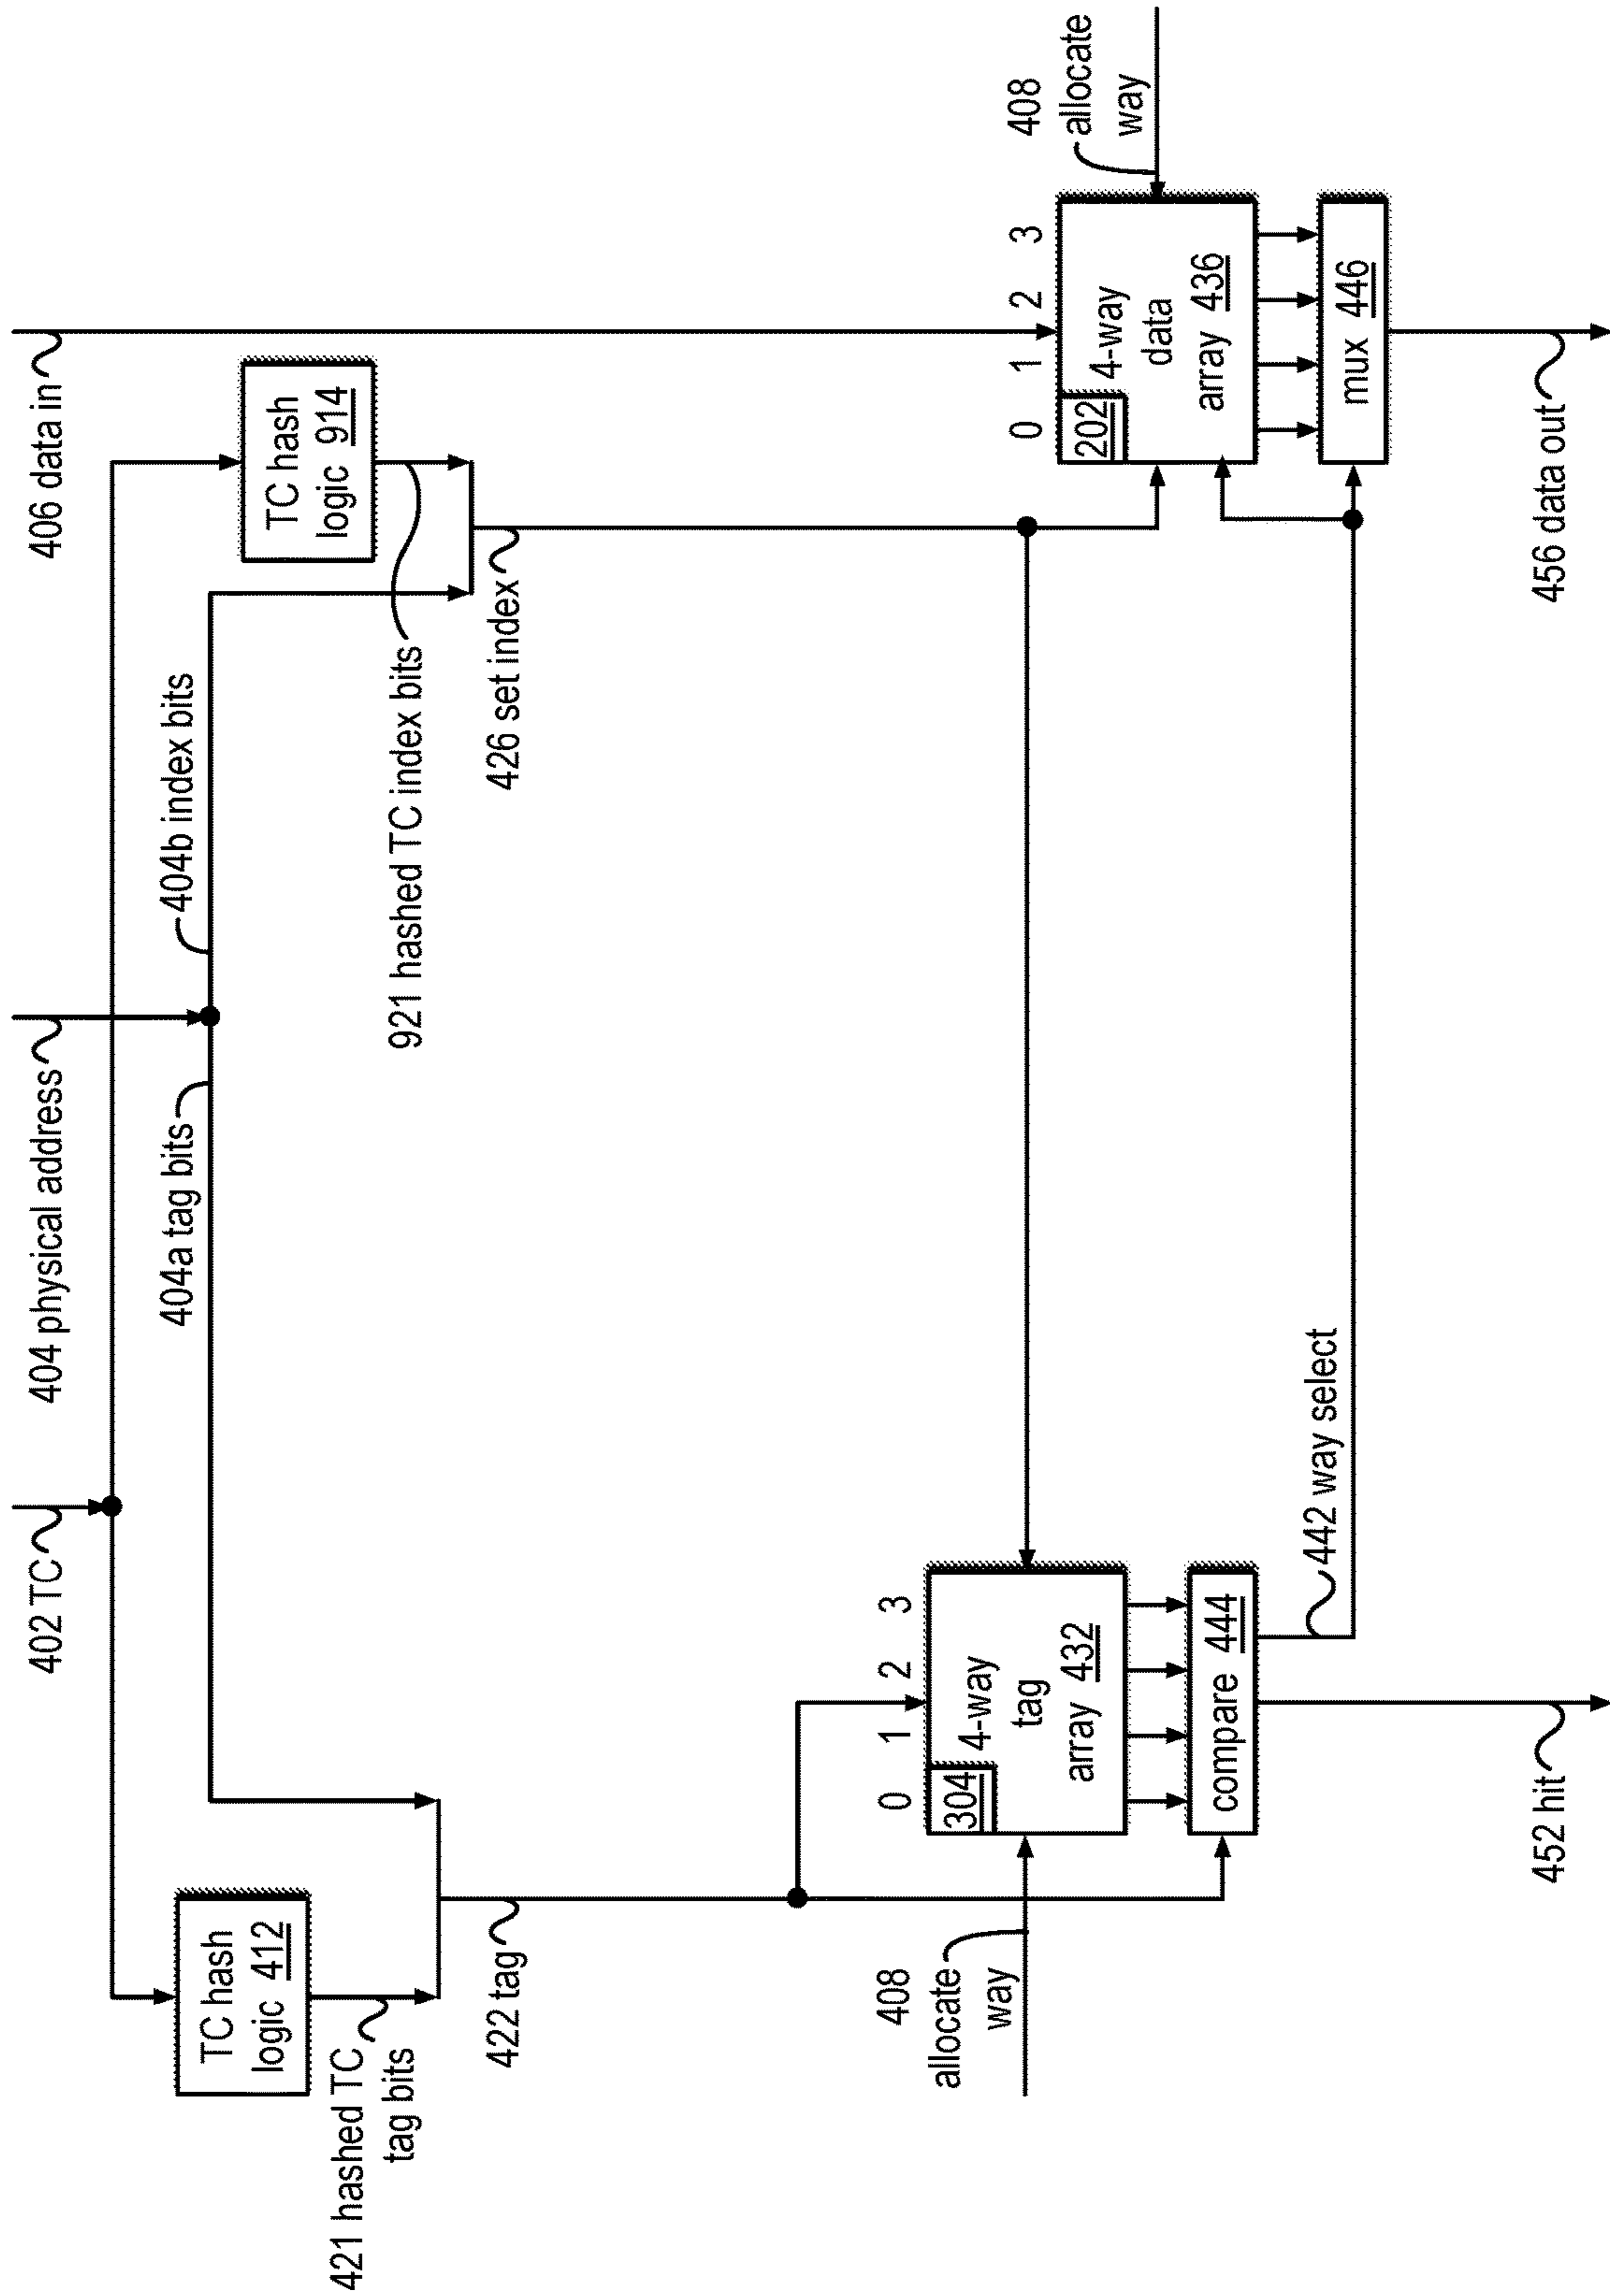 402 TC
404 physical address
406 data in
404a tag bits
404b index bits
TC hash
logic 412
TC hash
logic 914
421 hashed TC
tag bits
921 hashed TC index bits
422 tag
426 set index
408
allocate
way
0 1 2 3
304
4-way
tag
array 432
compare 444
442 way select
452 hit
408
allocate
way
0 1 2 3
202
4-way
data
array 436
mux 446
456 data out